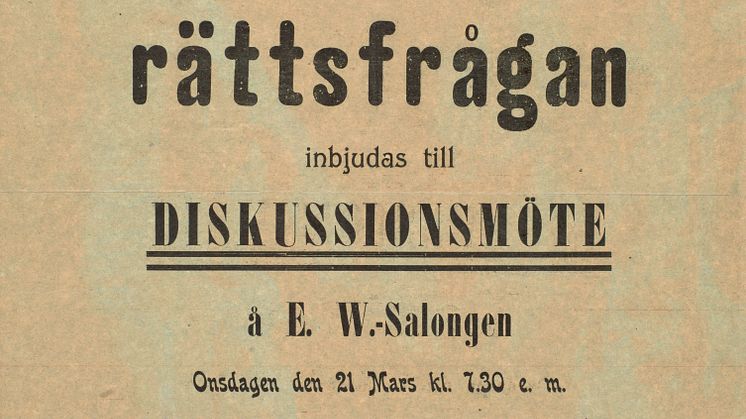 rättsfrågan
inbjudas till
DISKUSSIONSMÖTE
å E. W.-Salongen
Onsdagen den 21 Mars kl. 7.30 e. m.